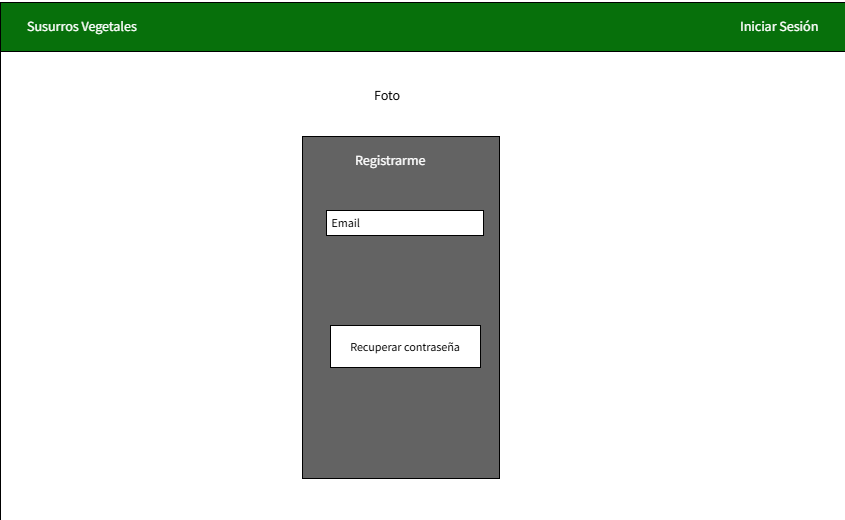 Susurros Vegetales
Iniciar Sesión
Foto
Registrarme
Email
Recuperar contraseña